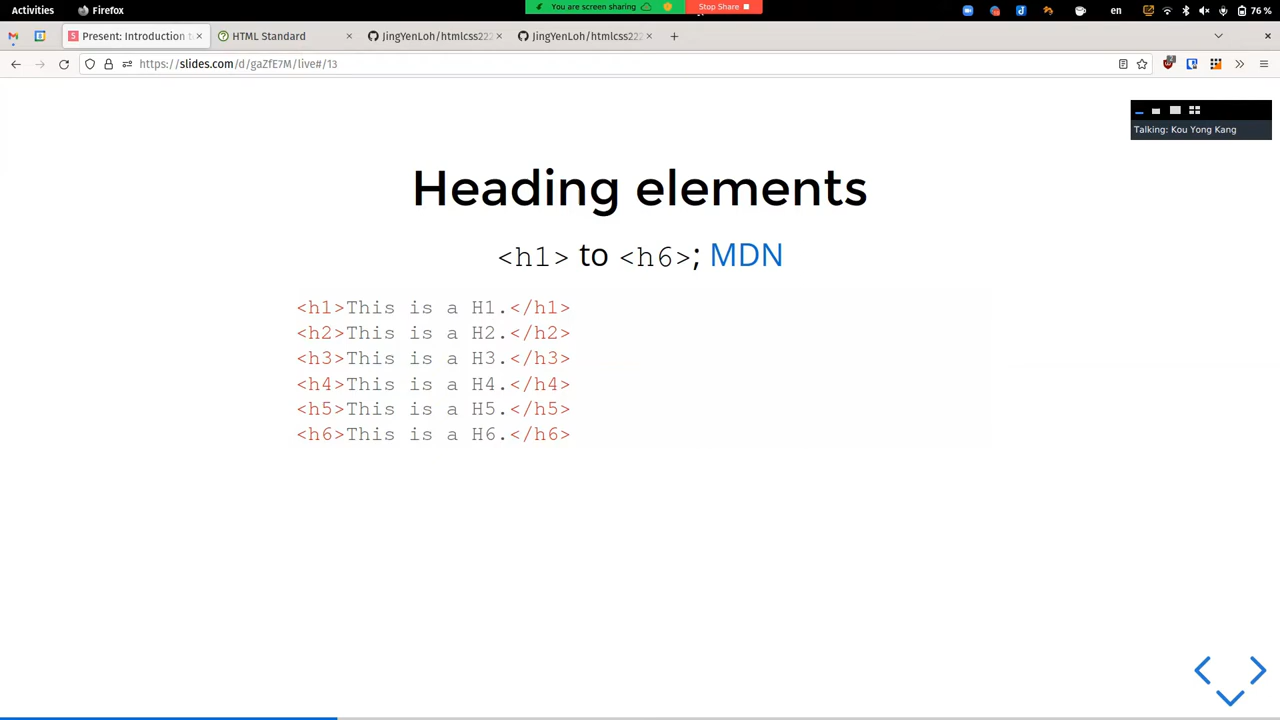 Activities
Firefox
You are screen sharing
Stop Share
en
76 %
Present: Introduction t
HTML Standard
JingYenLoh/htmlcss222
JingYenLoh/htmlcss222
https://slides.com/d/gaZfE7M/live#/13
Talking: Kou Yong Kang
Heading elements
<h1> to <h6>; MDN
<h1>This is a H1.</h1>
<h2>This is a H2.</h2>
<h3>This is a H3.</h3>
<h4>This is a H4.</h4>
<h5>This is a H5.</h5>
<h6>This is a H6.</h6>